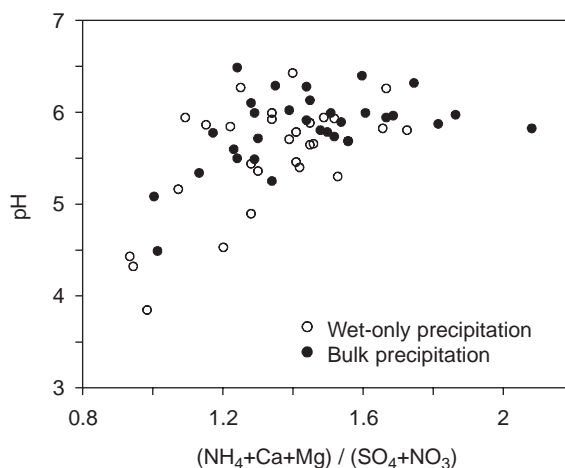 7
6
5
4
3
pH
Wet-only precipitation
Bulk precipitation
0.8 1.2 1.6 2
(NH₄+Ca+Mg) / (SO₄+NO₃)